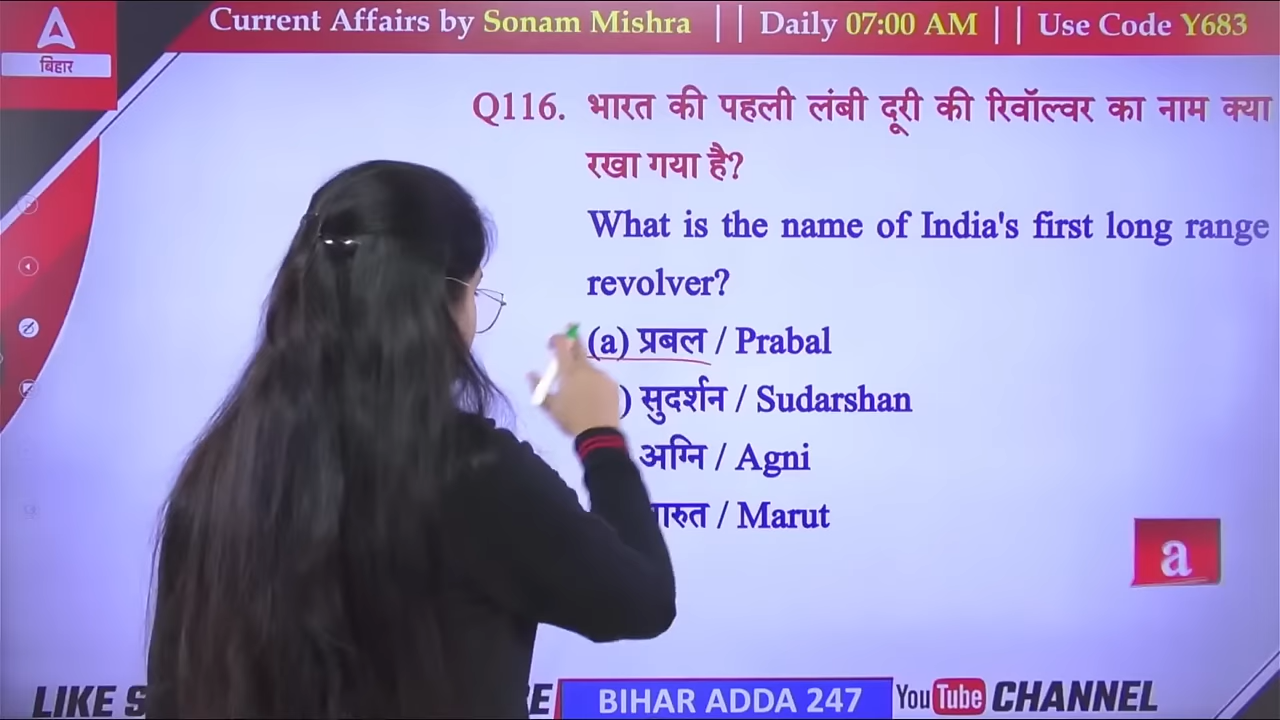 Current Affairs by Sonam Mishra || Daily 07:00 AM || Use Code Y683
बिहार
Q116. भारत की पहली लंबी दूरी की रिवॉल्वर का नाम क्या
रखा गया है?
What is the name of India's first long range
revolver?
(a) प्रबल / Prabal
) सुदर्शन / Sudarshan
अग्नि / Agni
/ Marut
a
LIKE
BIHAR ADDA 247
YouTube CHANNEL